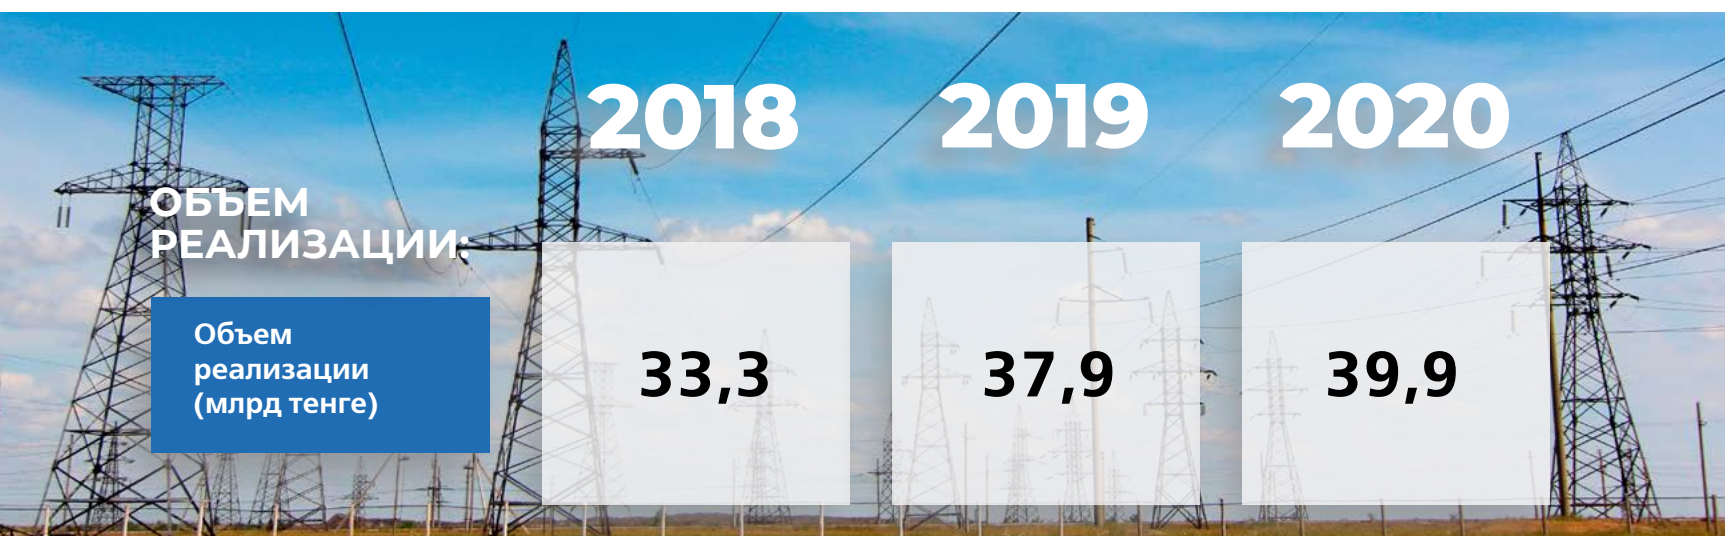 2018 2019 2020
ОБЪЕМ
РЕАЛИЗАЦИИ:
Объем
реализации
(млрд тенге)
33,3 37,9 39,9